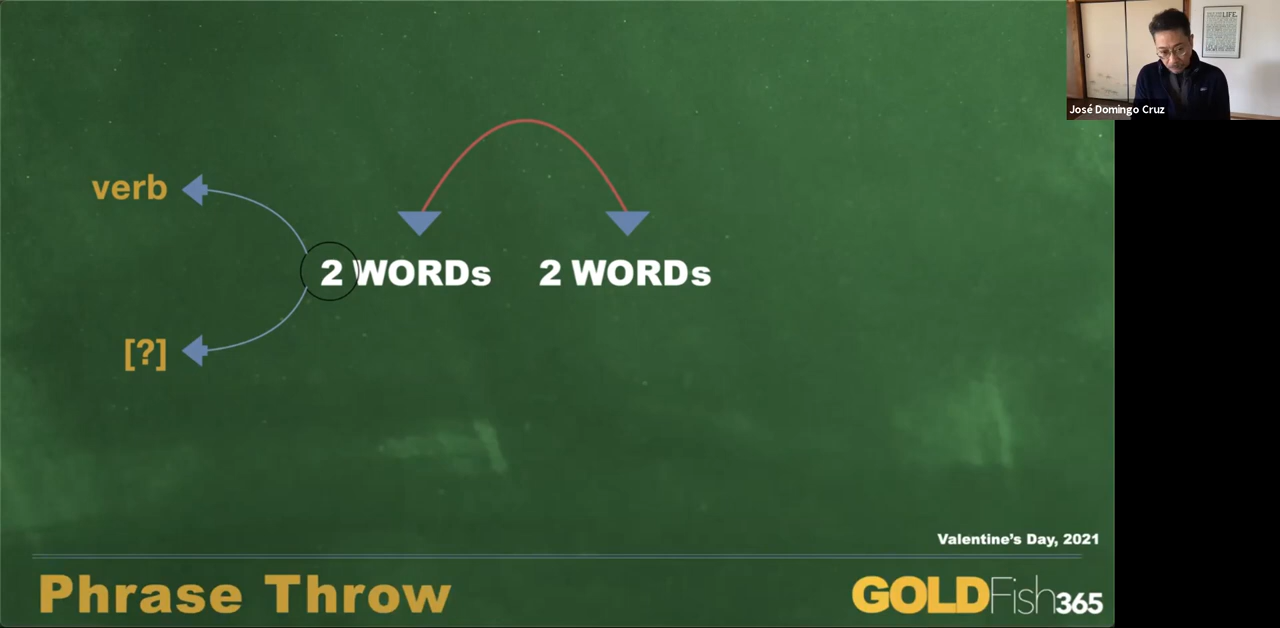 José Domingo Cruz
verb
2 WORDs 2 WORDs
[?]
Valentine's Day, 2021
Phrase Throw
GOLDFish365